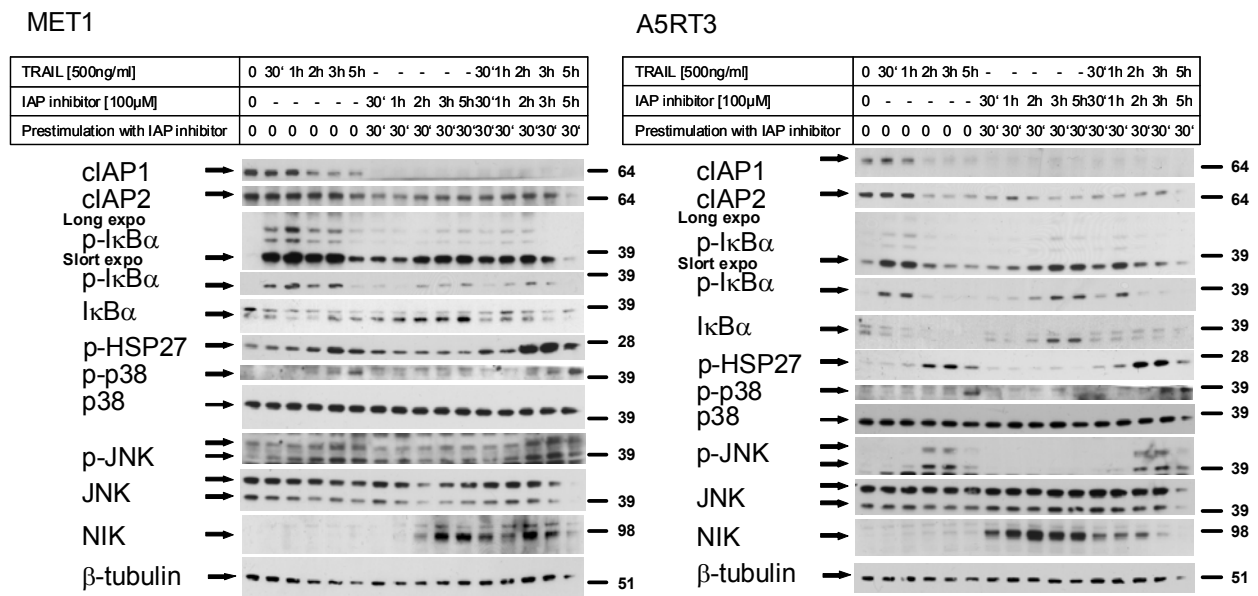 MET1
TRAIL [500ng/ml] 0 30‘ 1h 2h 3h 5h - - - - - 30‘ 1h 2h 3h 5h
IAP inhibitor [100µM] 0 - - - - - 30‘ 1h 2h 3h 5h 30‘ 1h 2h 3h 5h
Prestimulation with IAP inhibitor 0 0 0 0 0 0 30‘ 30‘ 30‘ 30‘ 30‘ 30‘ 30‘ 30‘ 30‘ 30‘
cIAP1 64
cIAP2 64
Long expo
p-IκBα 39
Slort expo
p-IκBα 39
IκBα 39
p-HSP27 28
p-p38 39
p38 39
p-JNK 39
JNK 39
NIK 98
β-tubulin 51
A5RT3
TRAIL [500ng/ml] 0 30‘ 1h 2h 3h 5h - - - - - 30‘ 1h 2h 3h 5h
IAP inhibitor [100µM] 0 - - - - - 30‘ 1h 2h 3h 5h 30‘ 1h 2h 3h 5h
Prestimulation with IAP inhibitor 0 0 0 0 0 0 30‘ 30‘ 30‘ 30‘ 30‘ 30‘ 30‘ 30‘ 30‘ 30‘
cIAP1 64
cIAP2 64
Long expo
p-IκBα 39
Slort expo
p-IκBα 39
IκBα 39
p-HSP27 28
p-p38 39
p38 39
p-JNK 39
JNK 39
NIK 98
β-tubulin 51